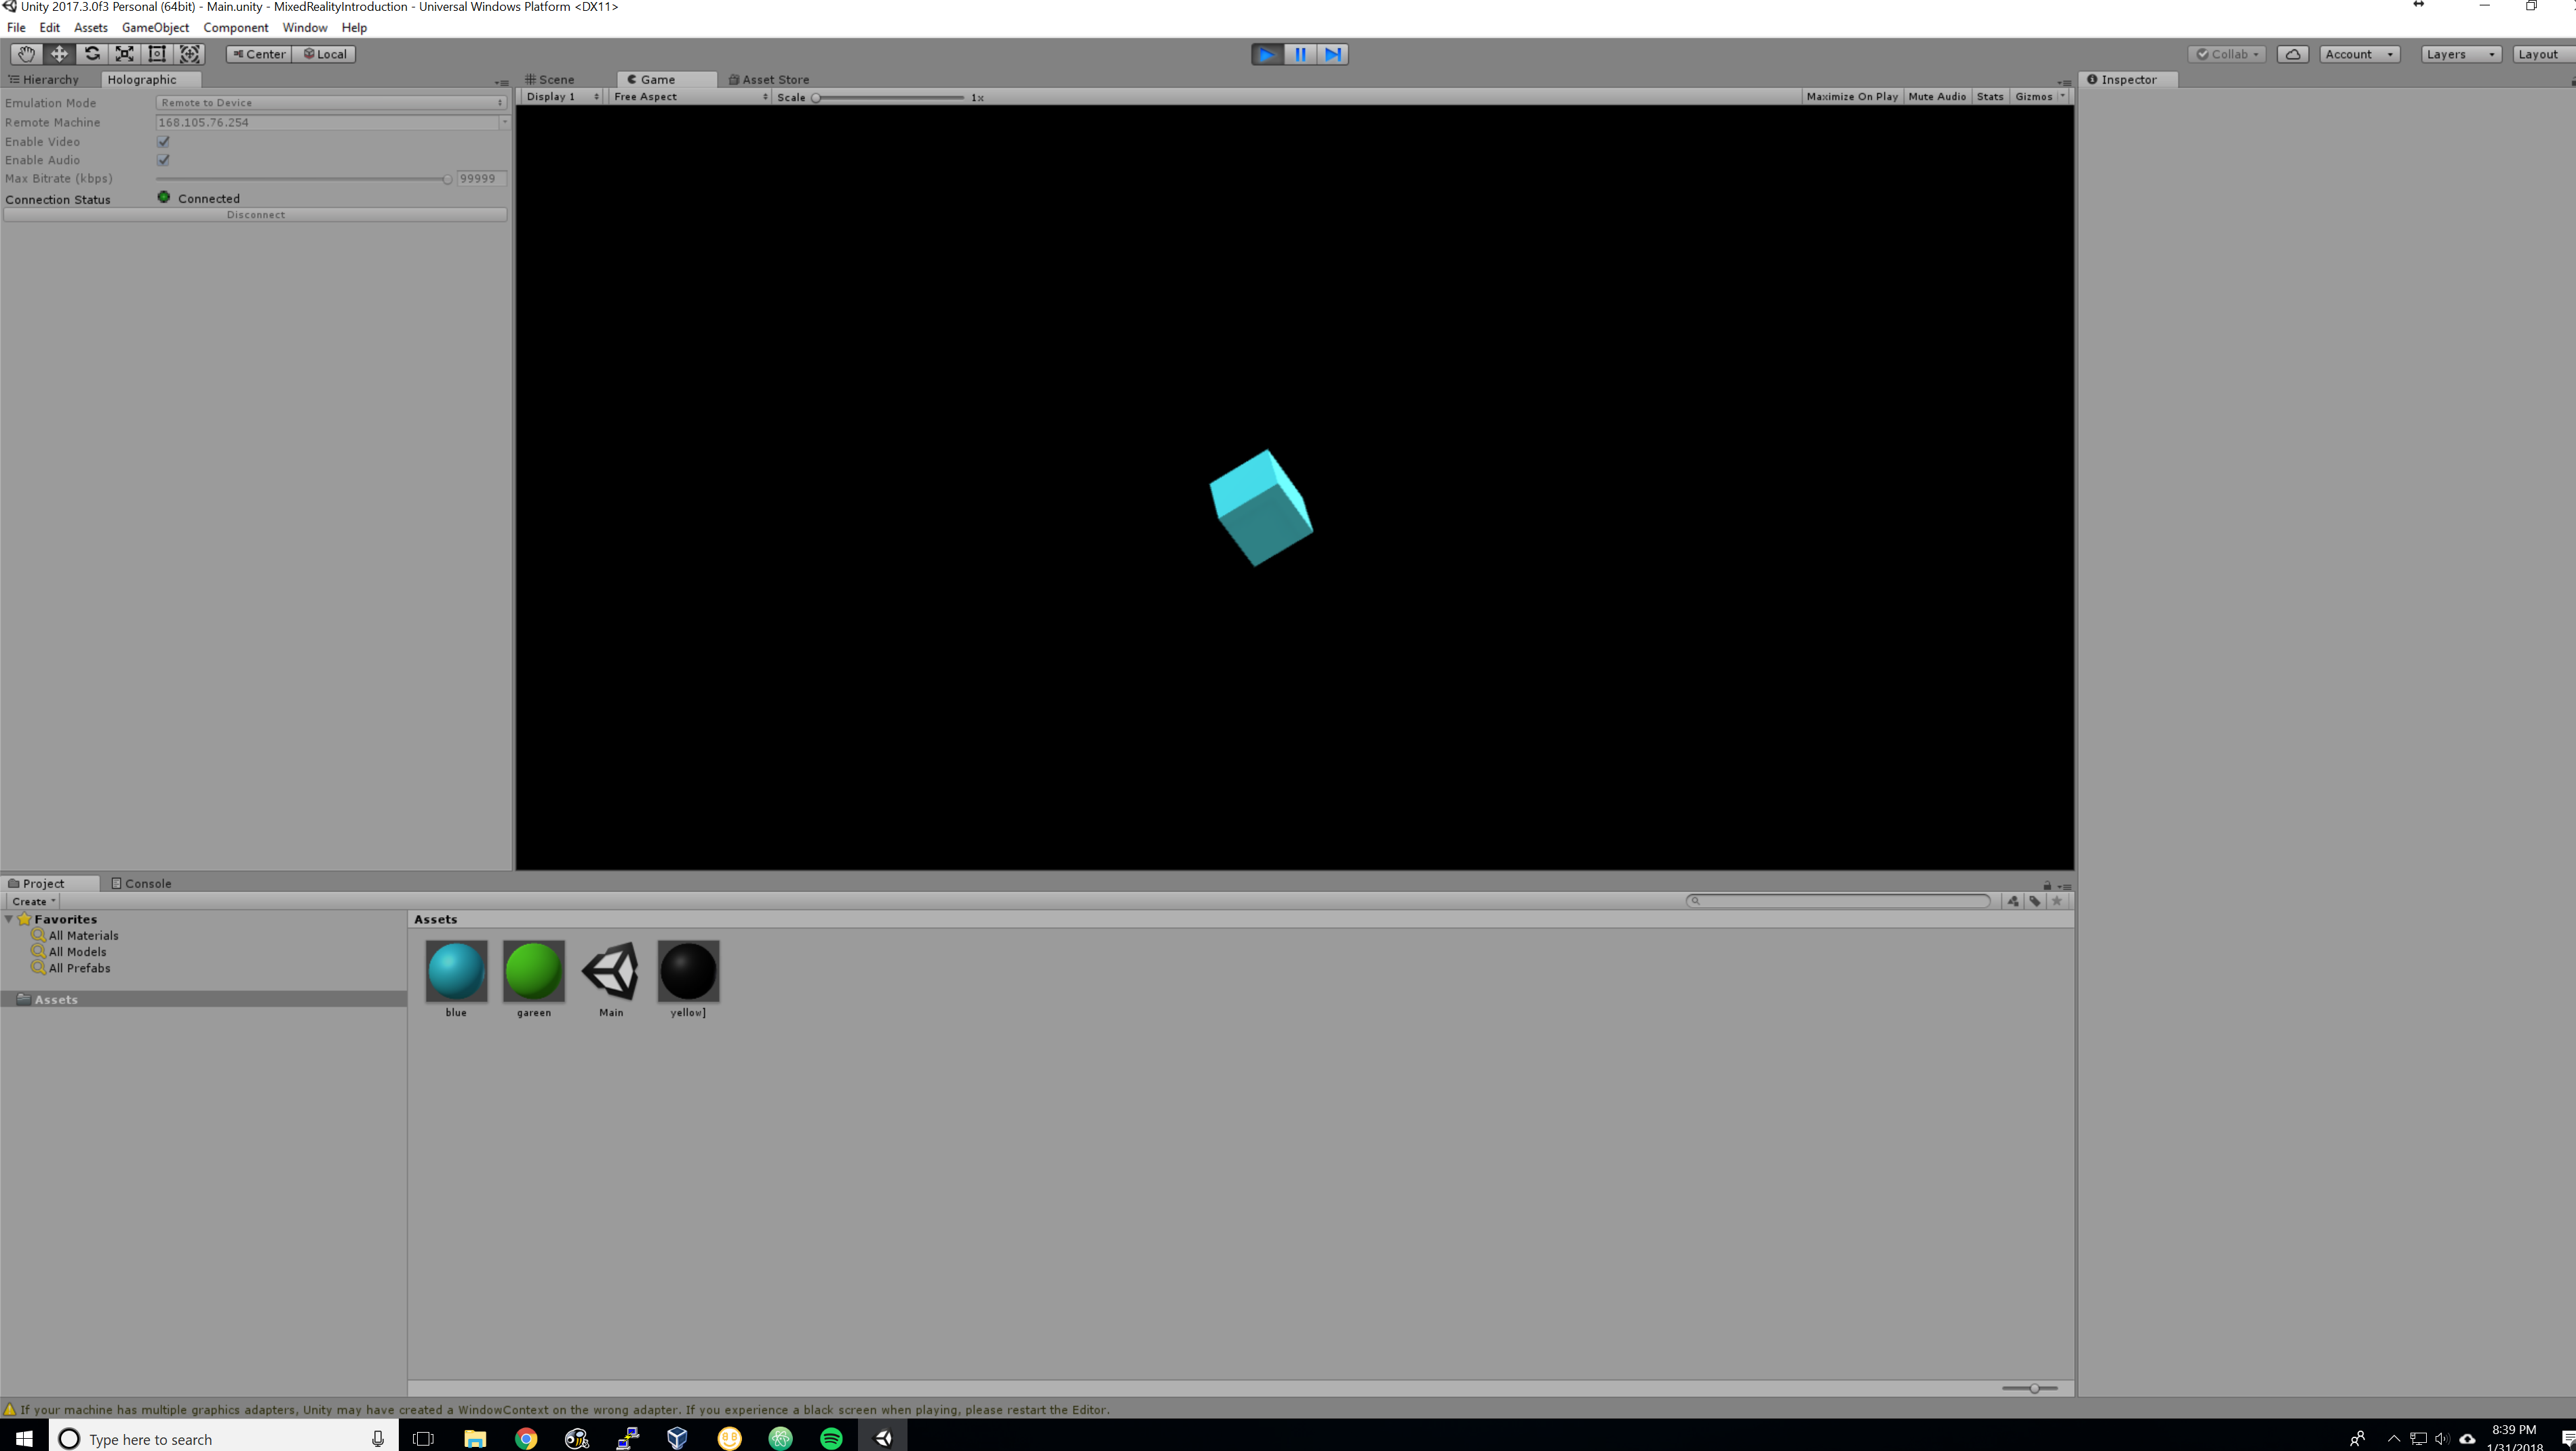 Unity 2017.3.0f3 Personal (64bit) - Main.unity - MixedRealityIntroduction - Universal Windows Platform <DX11>
File Edit Assets GameObject Component Window Help
Center Local Collab Account Layers Layout
Hierarchy Holographic
Emulation Mode Remote to Device
Remote Machine 168.105.76.254
Enable Video
Enable Audio
Max Bitrate (kbps) 99999
Connection Status Connected
Disconnect
Scene Game Asset Store
Display 1 Free Aspect Scale 1x Maximize On Play Mute Audio Stats Gizmos
Inspector
Project Console
Create
Favorites
All Materials
All Models
All Prefabs
Assets
Assets
blue gareen Main yellow]
If your machine has multiple graphics adapters, Unity may have created a WindowContext on the wrong adapter. If you experience a black screen when playing, please restart the Editor.
Type here to search
8:39 PM
1/31/2018